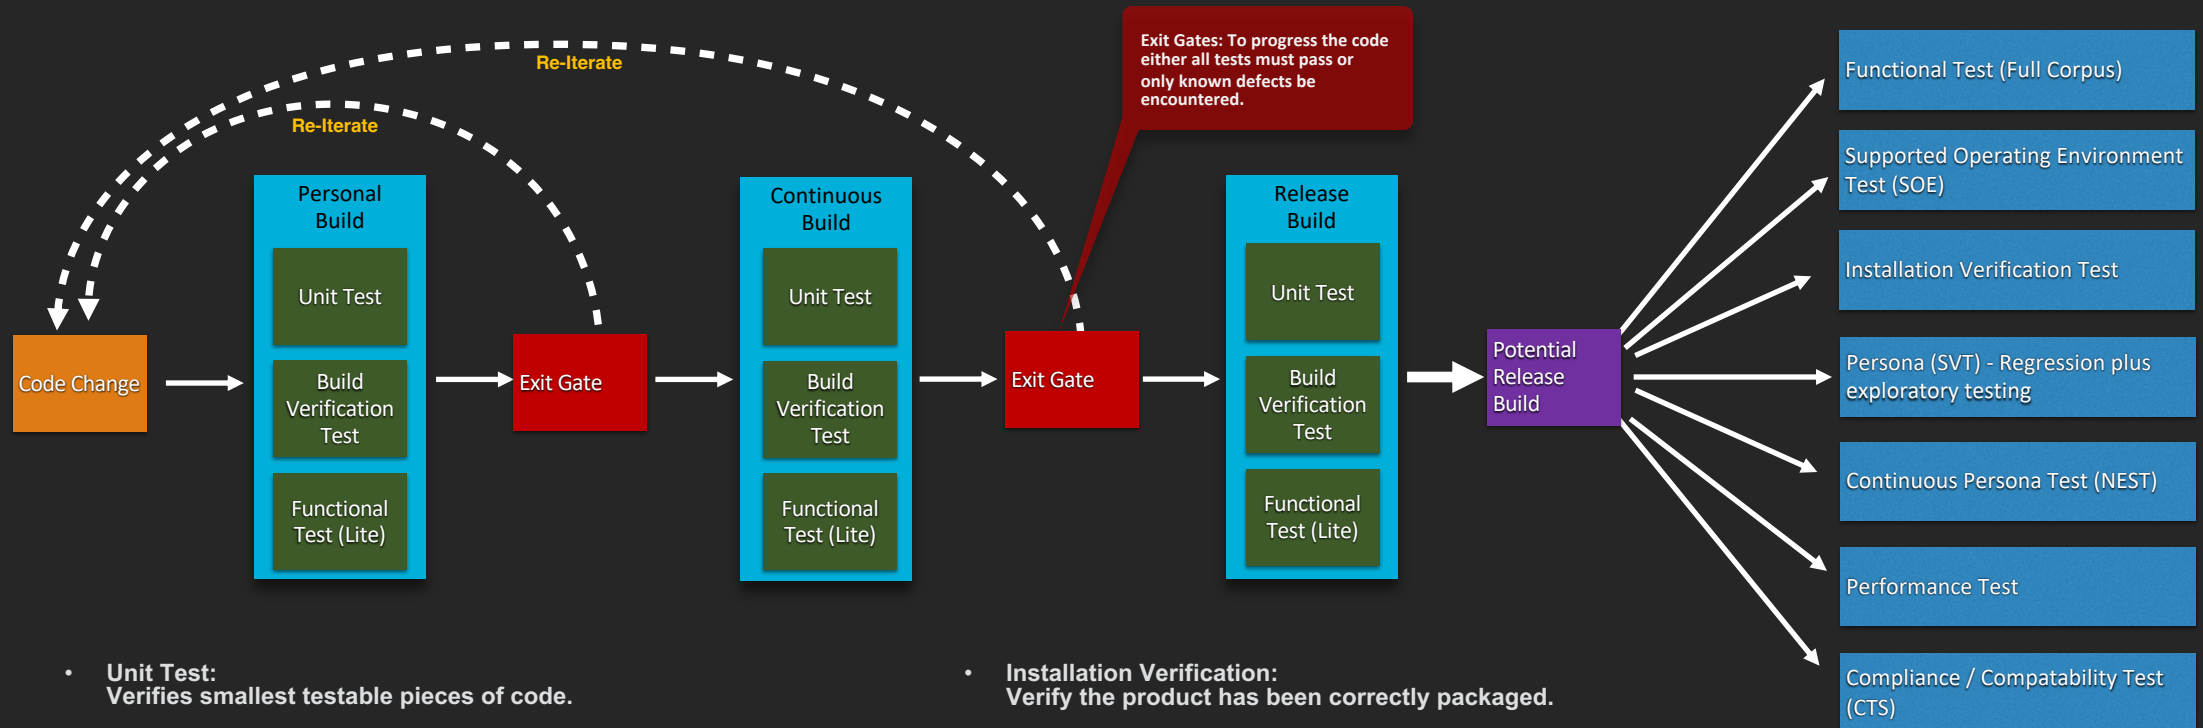 Re-Iterate
Re-Iterate
Exit Gates: To progress the code
either all tests must pass or
only known defects be
encountered.
Code Change
Personal
Build
Unit Test
Build
Verification
Test
Functional
Test (Lite)
Exit Gate
Continuous
Build
Unit Test
Build
Verification
Test
Functional
Test (Lite)
Exit Gate
Release
Build
Unit Test
Build
Verification
Test
Functional
Test (Lite)
Potential
Release
Build
Functional Test (Full Corpus)
Supported Operating Environment
Test (SOE)
Installation Verification Test
Persona (SVT) - Regression plus
exploratory testing
Continuous Persona Test (NEST)
Performance Test
Compliance / Compatability Test
(CTS)
• Unit Test:
Verifies smallest testable pieces of code.
• Installation Verification:
Verify the product has been correctly packaged.